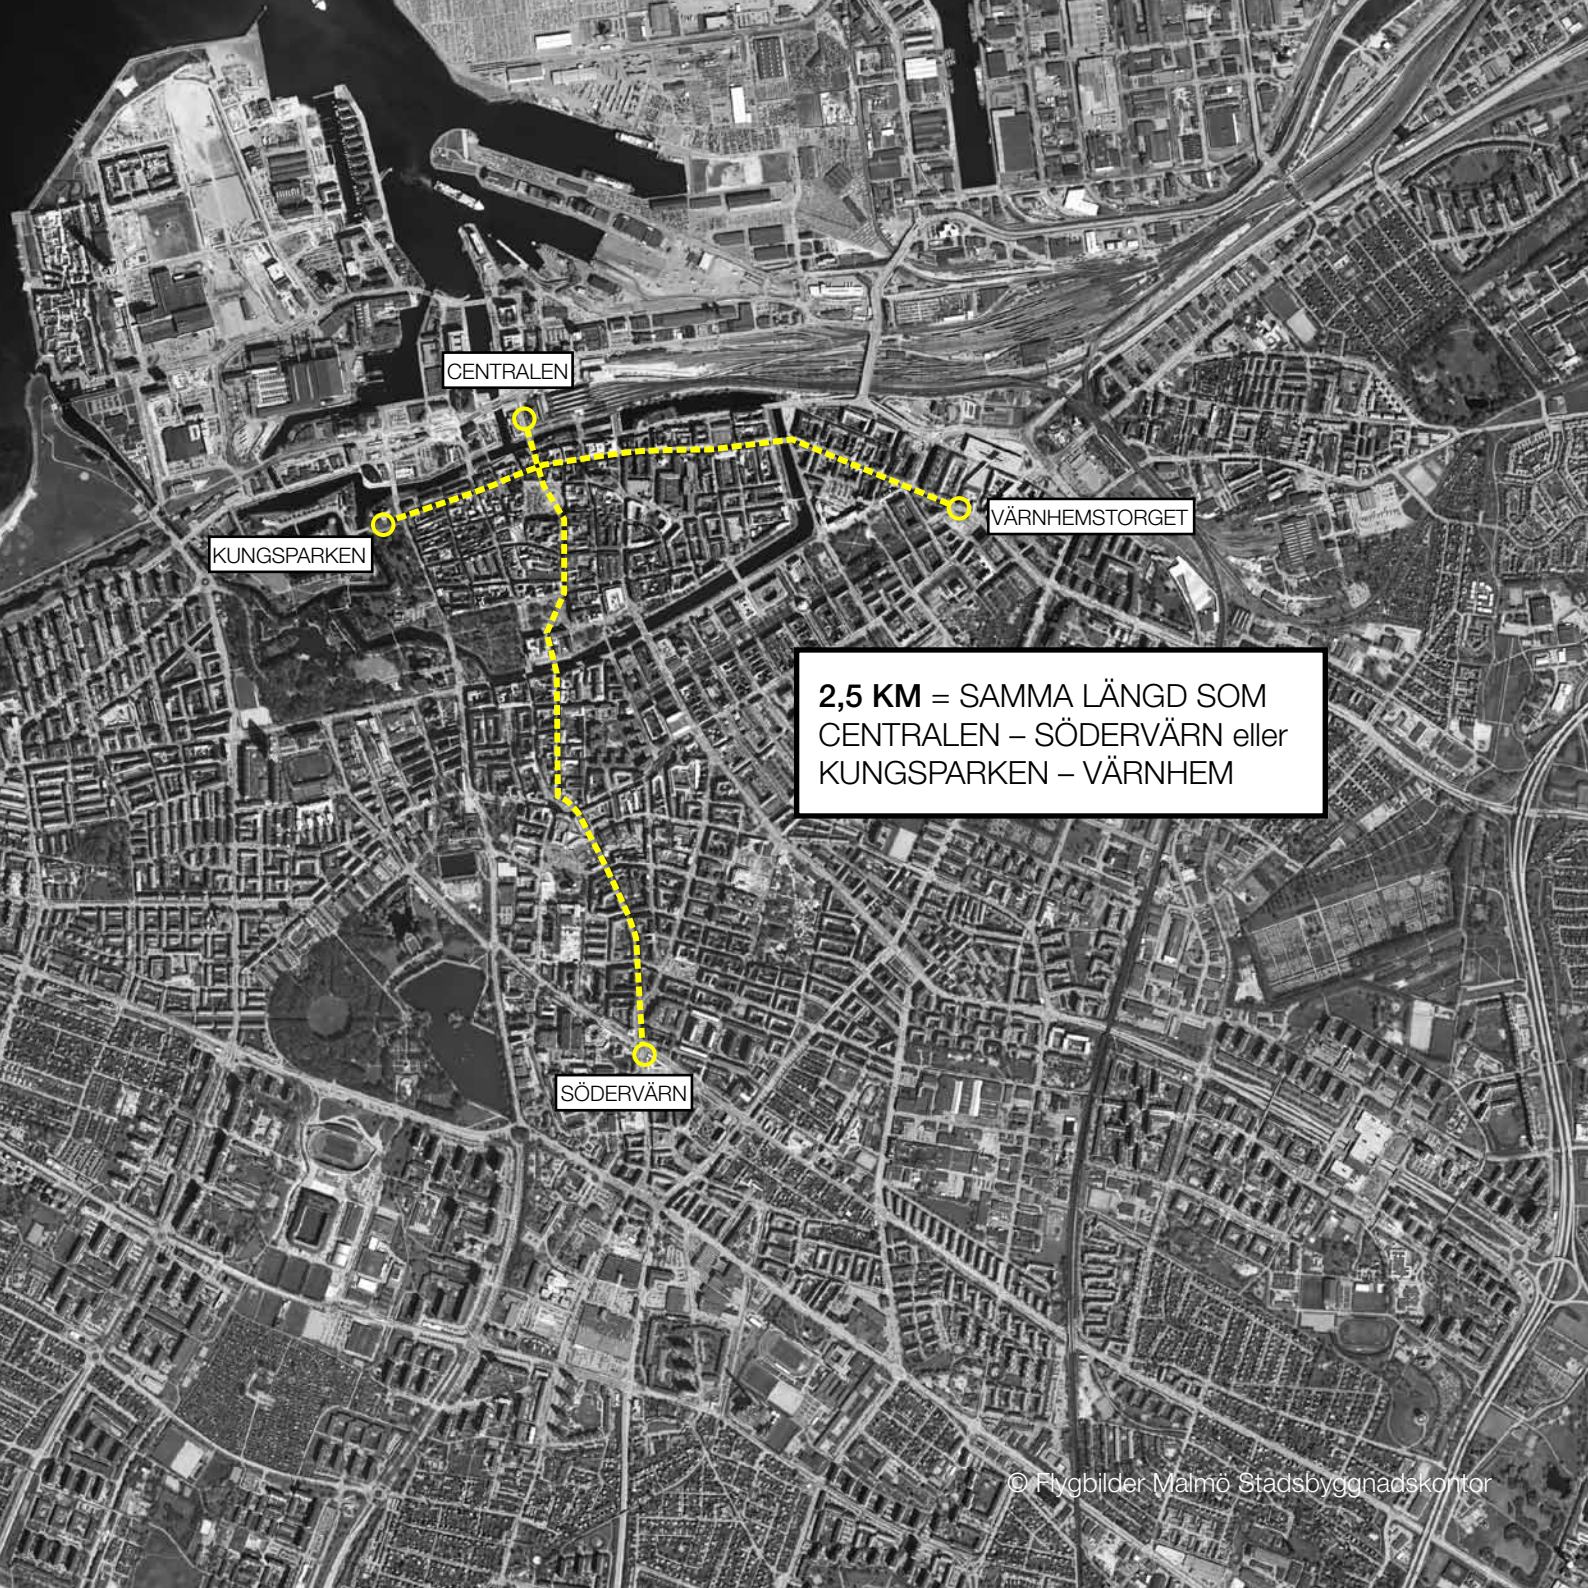 CENTRALEN
KUNGSPARKEN
VÄRNHEMSTORGET
2,5 KM = SAMMA LÄNGD SOM
CENTRALEN – SÖDERVÄRN eller
KUNGSPARKEN – VÄRNHEM
SÖDERVÄRN
© Flygbilder Malmö Stadsbyggnadskontor